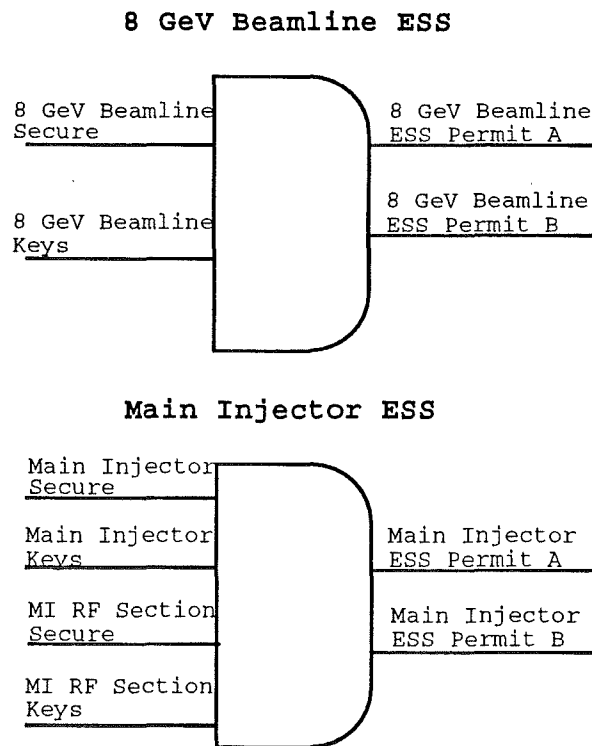 8 GeV Beamline ESS
8 GeV Beamline
Secure
8 GeV Beamline
Keys
8 GeV Beamline
ESS Permit A
8 GeV Beamline
ESS Permit B
Main Injector ESS
Main Injector
Secure
Main Injector
Keys
MI RF Section
Secure
MI RF Section
Keys
Main Injector
ESS Permit A
Main Injector
ESS Permit B